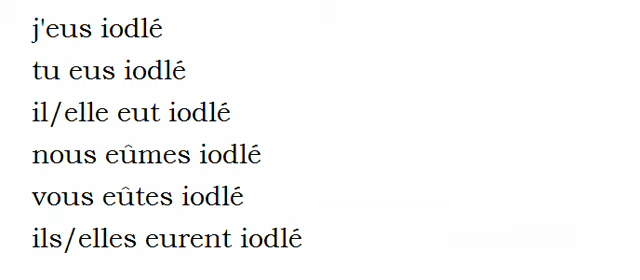 j'eus iodlé
tu eus iodlé
il/elle eut iodlé
nous eûmes iodlé
vous eûtes iodlé
ils/elles eurent iodlé